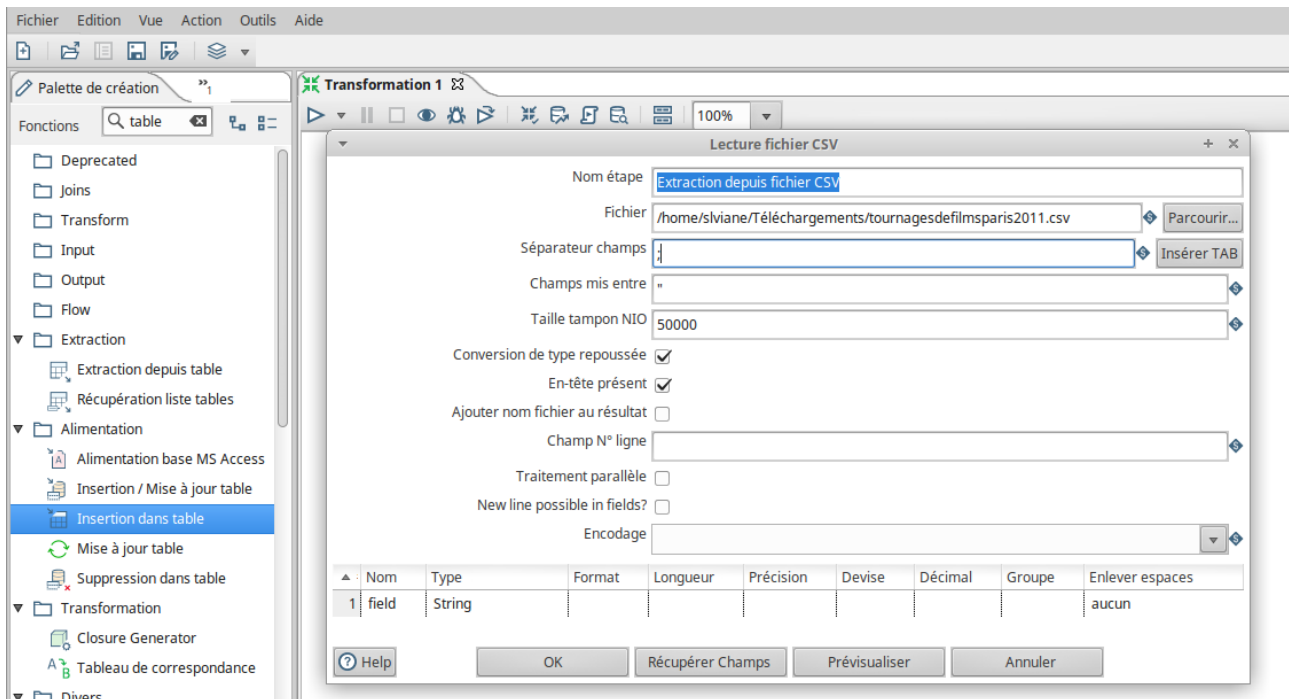 Fichier Edition Vue Action Outils Aide
Palette de création
»1
Transformation 1
Fonctions
table
100%
Deprecated
Joins
Transform
Input
Output
Flow
Extraction
Extraction depuis table
Récupération liste tables
Alimentation
Alimentation base MS Access
Insertion / Mise à jour table
Insertion dans table
Mise à jour table
Suppression dans table
Transformation
Closure Generator
Tableau de correspondance
Divers
Lecture fichier CSV
Nom étape Extraction depuis fichier CSV
Fichier /home/slviane/Téléchargements/tournagesdefilmsparis2011.csv Parcourir...
Séparateur champs ; Insérer TAB
Champs mis entre "
Taille tampon NIO 50000
Conversion de type repoussée
En-tête présent
Ajouter nom fichier au résultat
Champ N° ligne
Traitement parallèle
New line possible in fields?
Encodage
Nom Type Format Longueur Précision Devise Décimal Groupe Enlever espaces
1 field String aucun
Help OK Récupérer Champs Prévisualiser Annuler